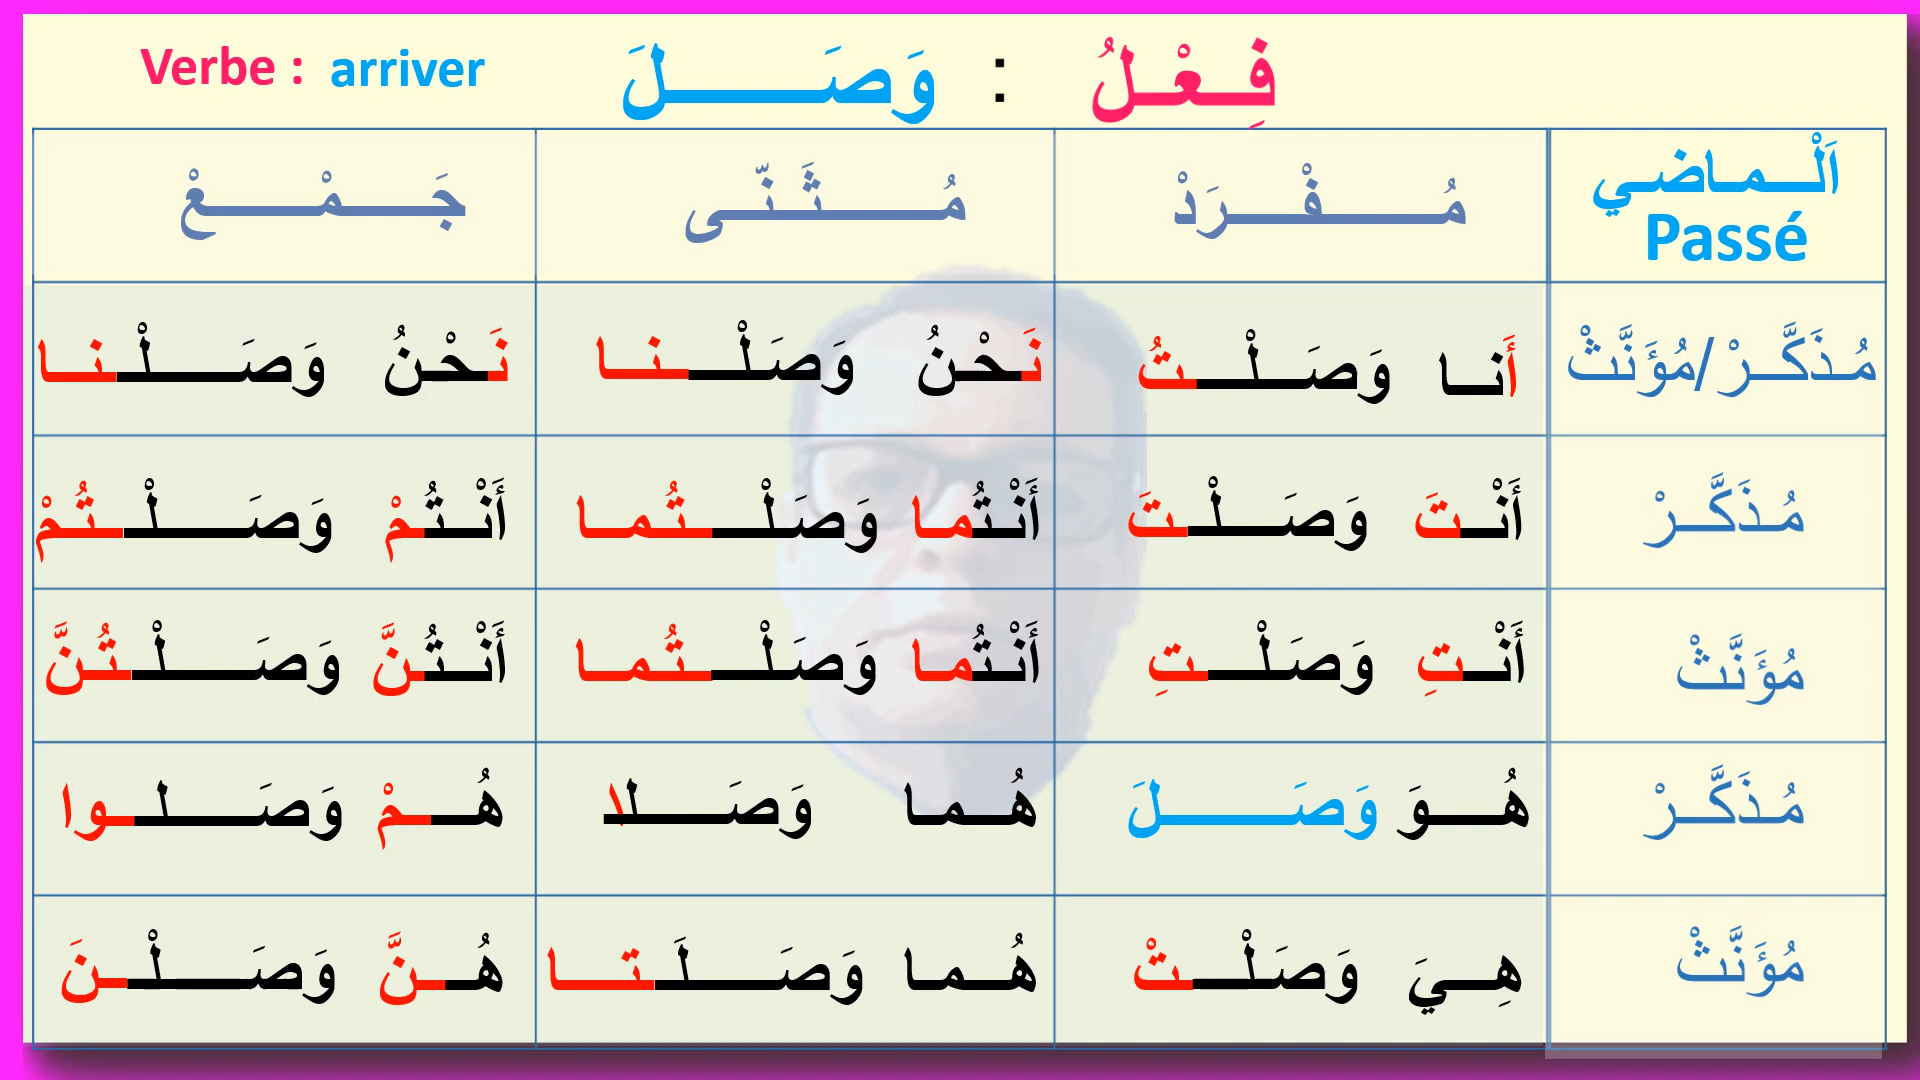 Verbe : arriver فِعْلُ : وَصَلَ
اَلْماضي مُفْرَدْ مُثَنّى جَمْعْ
Passé
مُذَكَّرْ/مُؤَنَّثْ أَنا وَصَلْتُ نَحْنُ وَصَلْنا نَحْنُ وَصَلْنا
مُذَكَّرْ أَنْتَ وَصَلْتَ أَنْتُما وَصَلْتُما أَنْتُمْ وَصَلْتُمْ
مُؤَنَّثْ أَنْتِ وَصَلْتِ أَنْتُما وَصَلْتُما أَنْتُنَّ وَصَلْتُنَّ
مُذَكَّرْ هُوَ وَصَلَ هُما وَصَلا هُمْ وَصَلوا
مُؤَنَّثْ هِيَ وَصَلْتْ هُما وَصَلَتا هُنَّ وَصَلْنَ